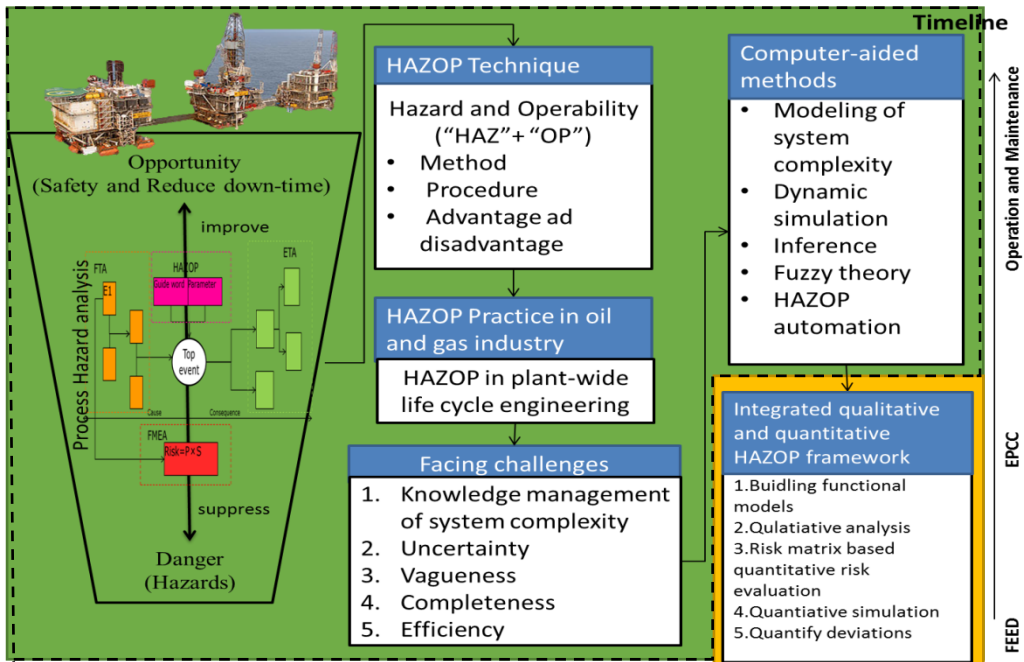 Timeline
Opportunity
(Safety and Reduce down-time)
improve
Process Hazard analysis
FTA
E1
HAZOP
Guide word Parameter
ETA
Top
event
Cause
Consequence
FMEA
Risk=P×S
suppress
Danger
(Hazards)
HAZOP Technique
Hazard and Operability
(“HAZ”+ “OP”)
• Method
• Procedure
• Advantage ad
disadvantage
HAZOP Practice in oil
and gas industry
HAZOP in plant-wide
life cycle engineering
Facing challenges
1. Knowledge management
of system complexity
2. Uncertainty
3. Vagueness
4. Completeness
5. Efficiency
Computer-aided
methods
• Modeling of
system
complexity
• Dynamic
simulation
• Inference
• Fuzzy theory
• HAZOP
automation
Integrated qualitative
and quantitative
HAZOP framework
1.Buidling functional
models
2.Qulatiative analysis
3.Risk matrix based
quantitative risk
evaluation
4.Quantiative simulation
5.Quantify deviations
Operation and Maintenance
EPCC
FEED